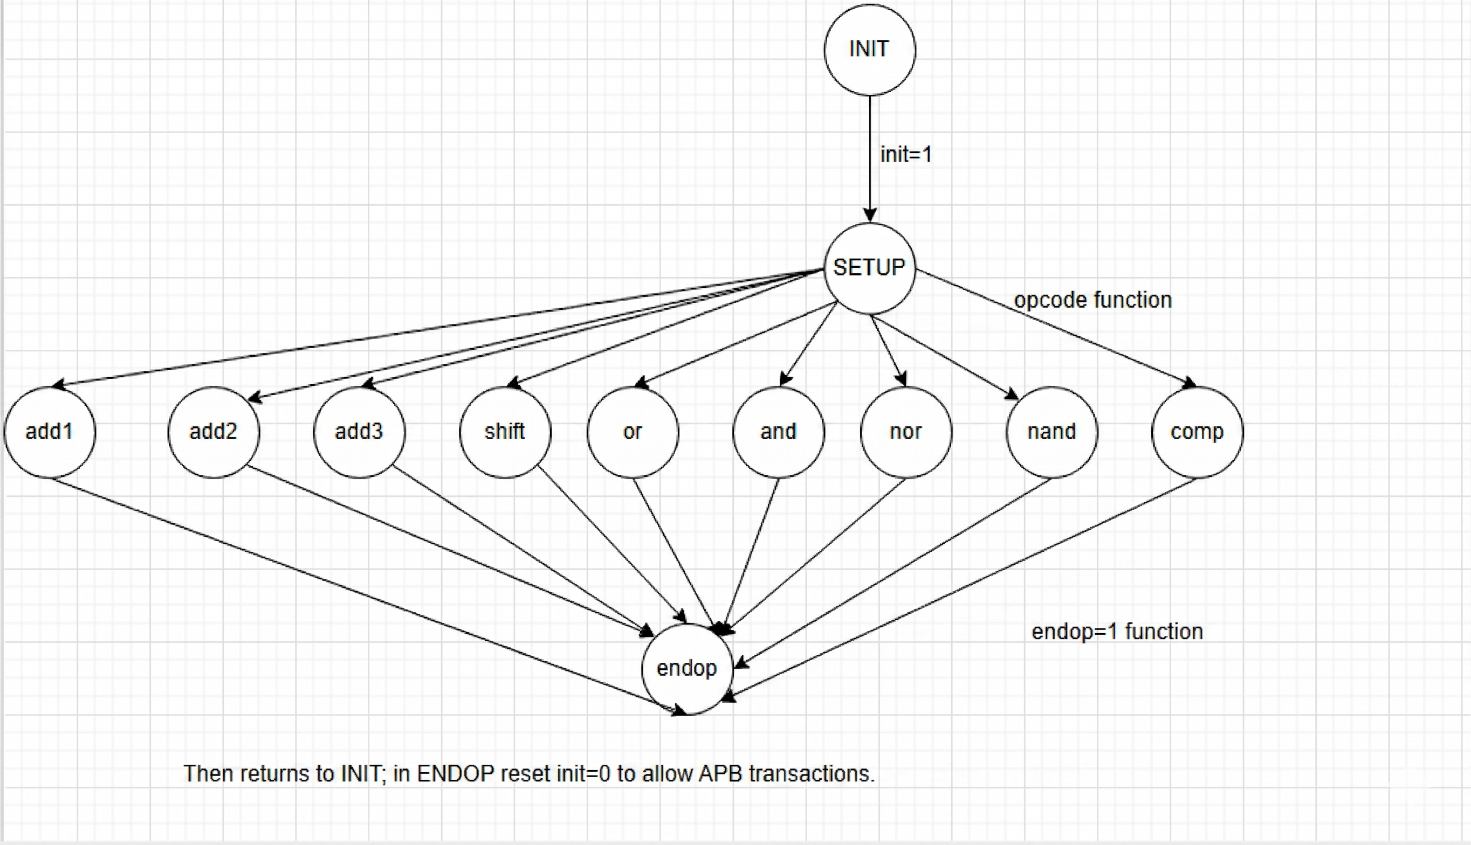 INIT
init=1
SETUP
opcode function
add1
add2
add3
shift
or
and
nor
nand
comp
endop=1 function
endop
Then returns to INIT; in ENDOP reset init=0 to allow APB transactions.